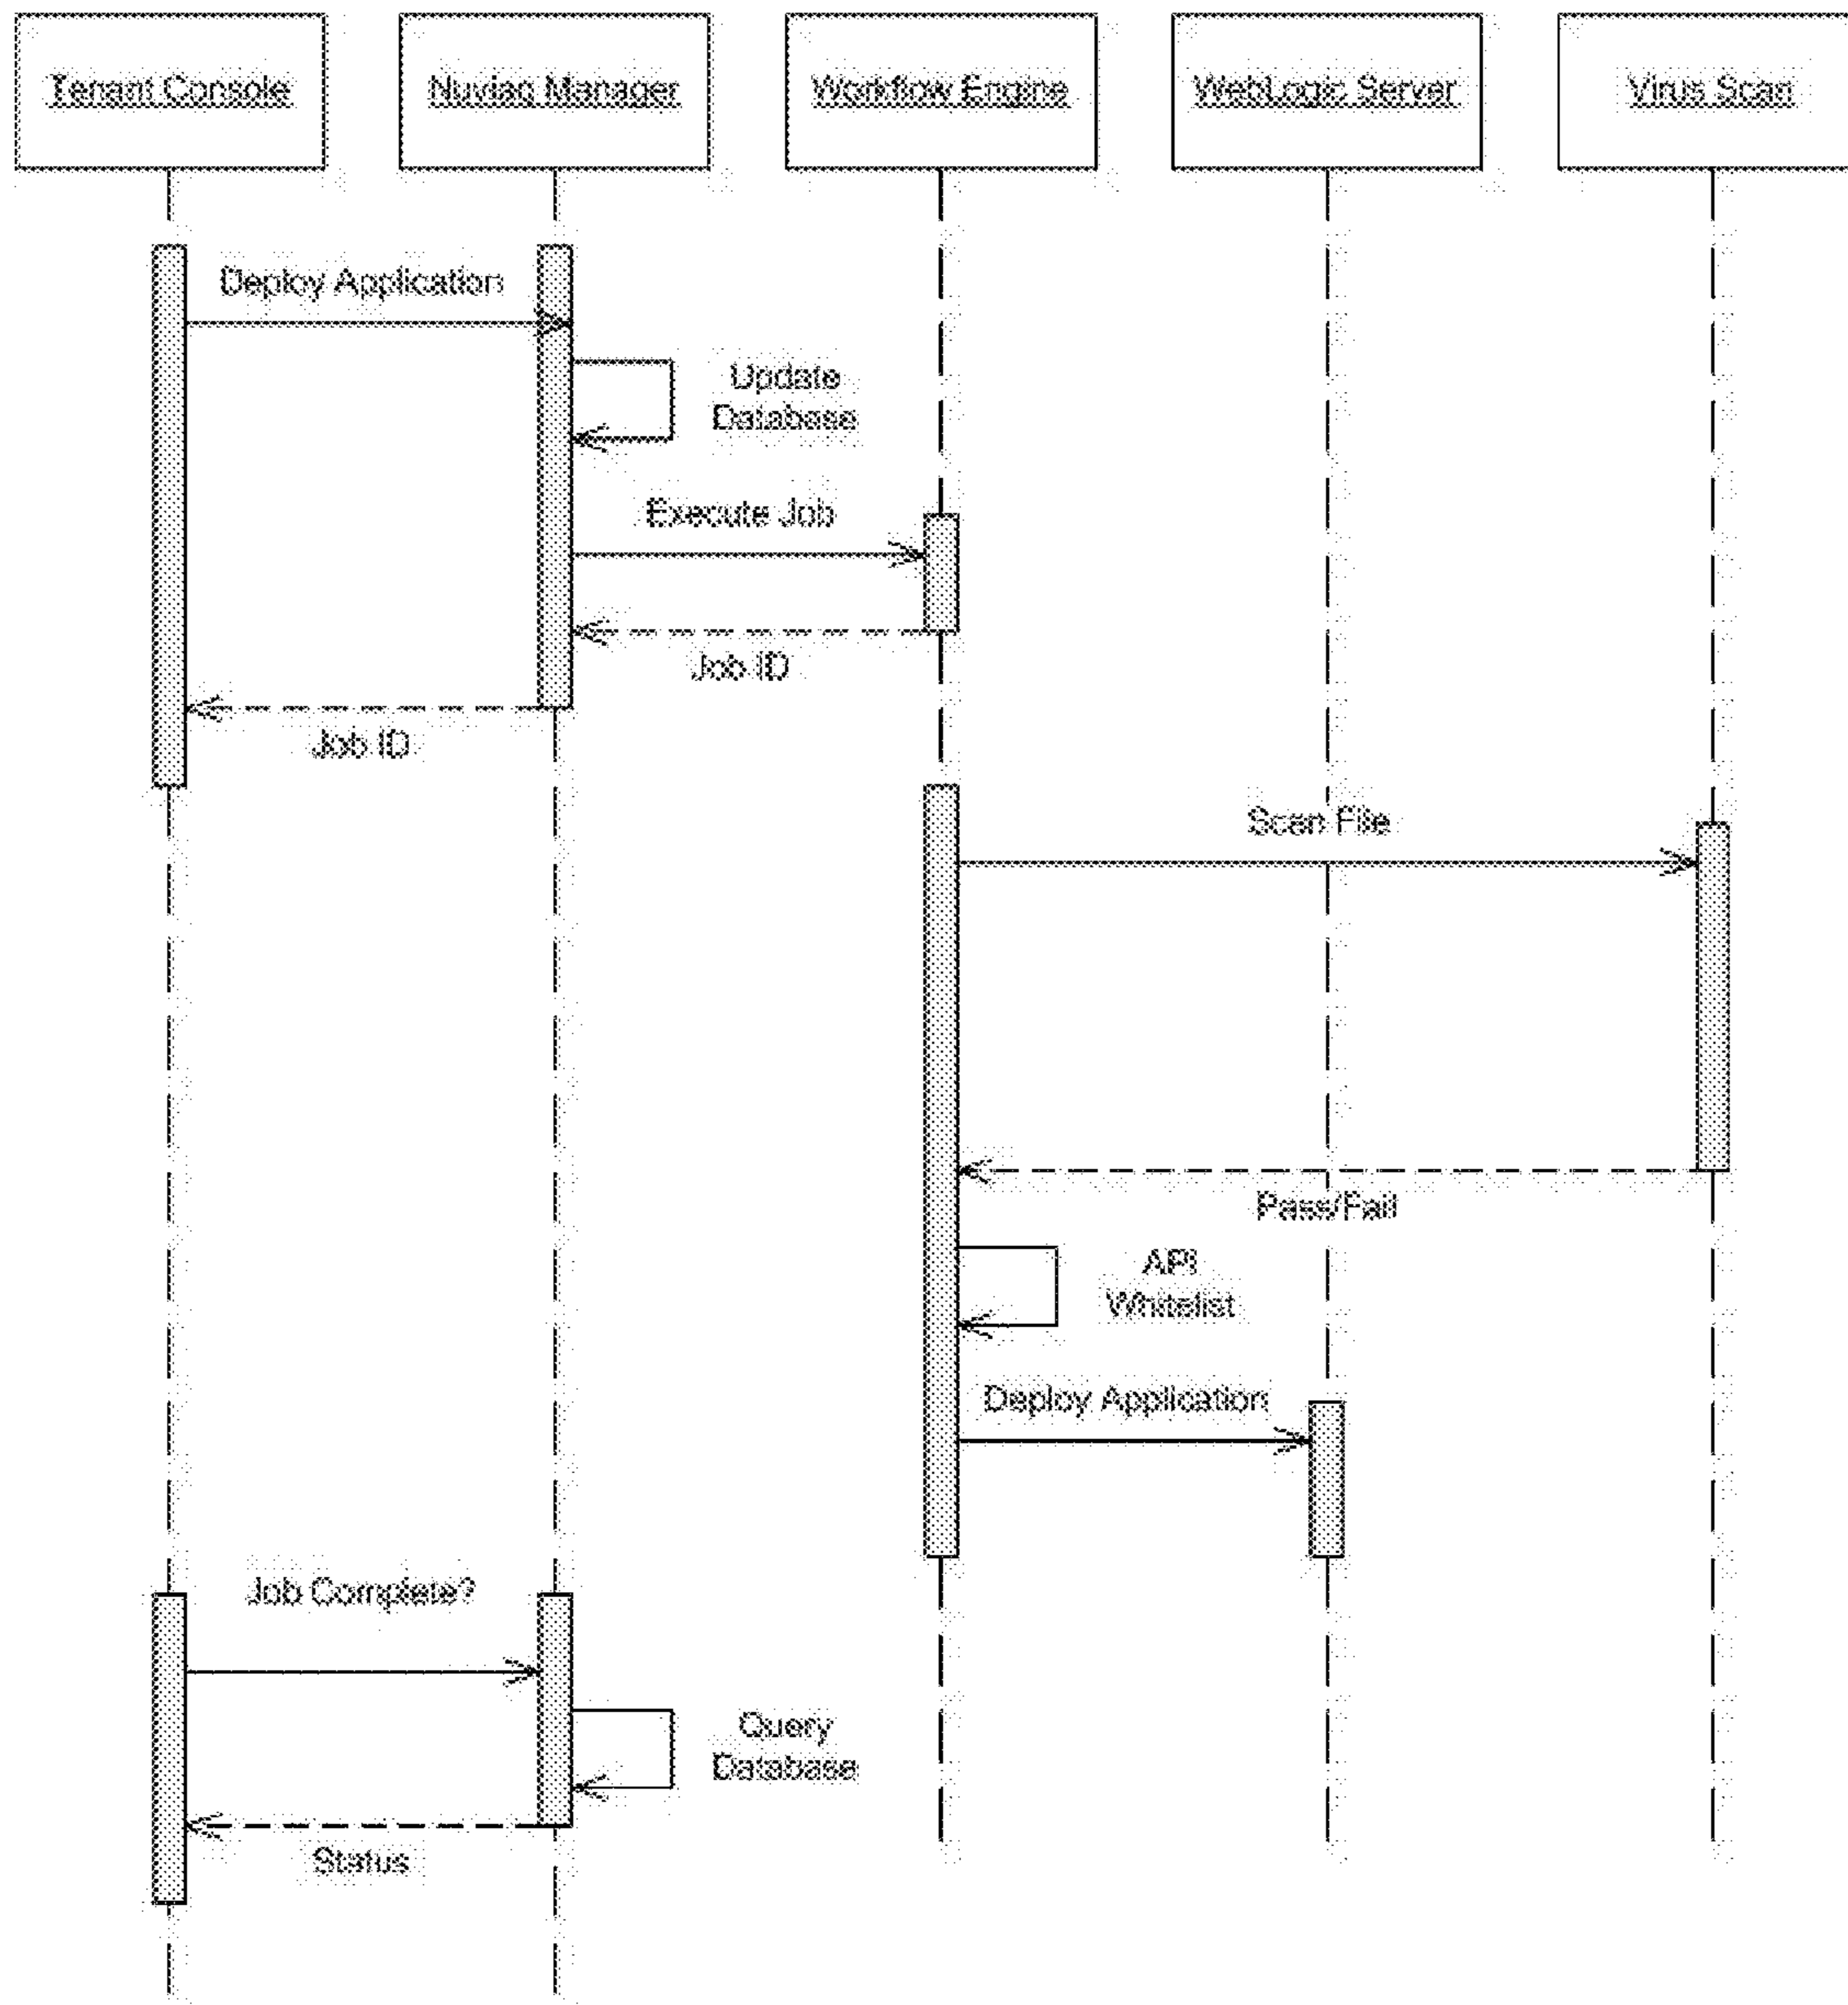 Tenant Console
Nuviaq Manager
Workflow Engine
WebLogic Server
Virus Scan
Deploy Application
Update
Database
Execute Job
Job ID
Job ID
Scan File
Pass/Fail
API
Whitelist
Deploy Application
Job Complete?
Query
Database
Status